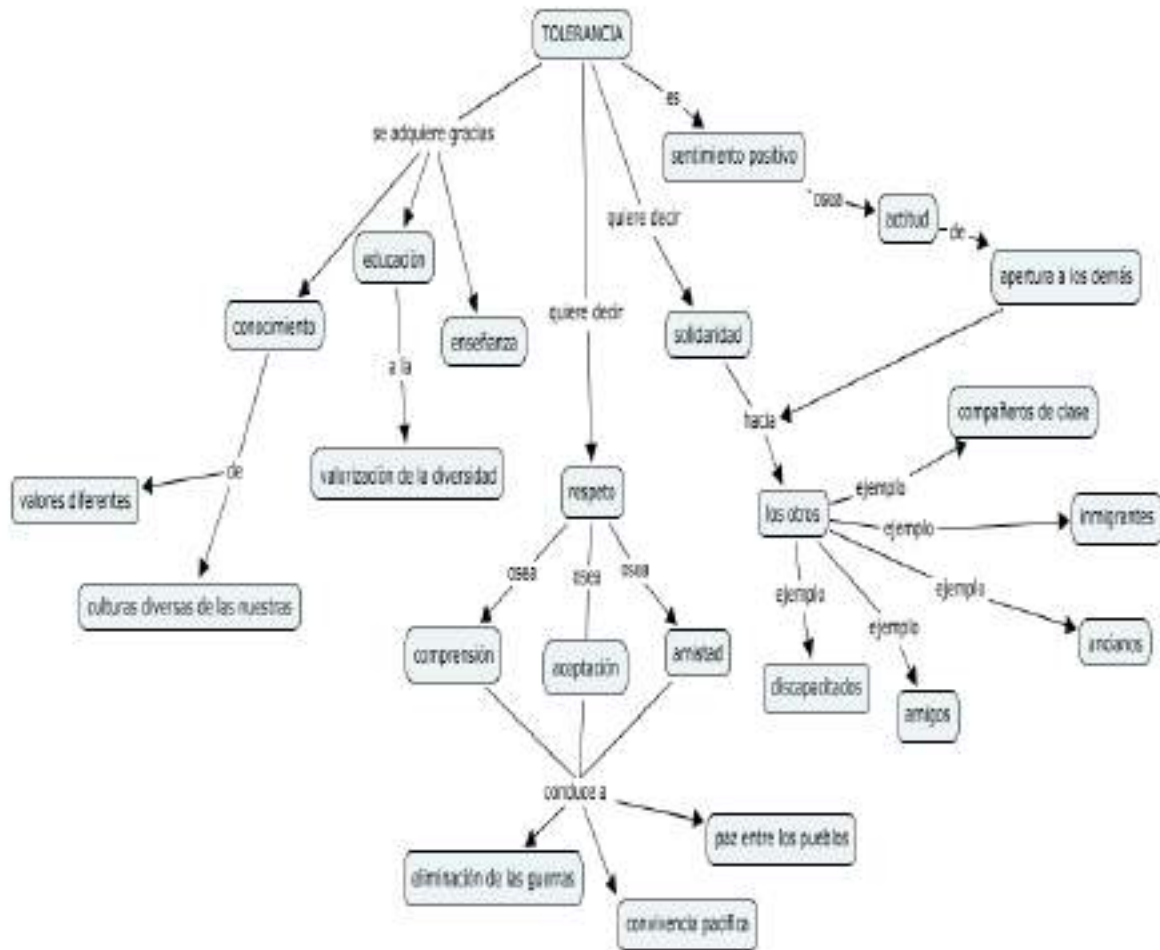 TOLERANCIA
es
se adquiere gracias
sentimiento positivo
osea
actitud
quiere decir
de
educación
apertura a los demás
conocimiento
quiere decir
solidaridad
enseñanza
a la
hacia
compañeros de clase
valorización de la diversidad
de
valores diferentes
respeto
los otros
ejemplo
ejemplo
inmigrantes
osea
osea
osea
ejemplo
ejemplo
ejemplo
culturas diversas de las nuestras
comprensión
aceptación
amistad
ancianos
discapacitados
amigos
conduce a
paz entre los pueblos
eliminación de las guerras
convivencia pacífica